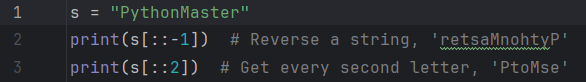 1 s = "PythonMaster"
2 print(s[::-1])  # Reverse a string, 'retsaMnohtyP'
3 print(s[::2])  # Get every second letter, 'PtoMse'